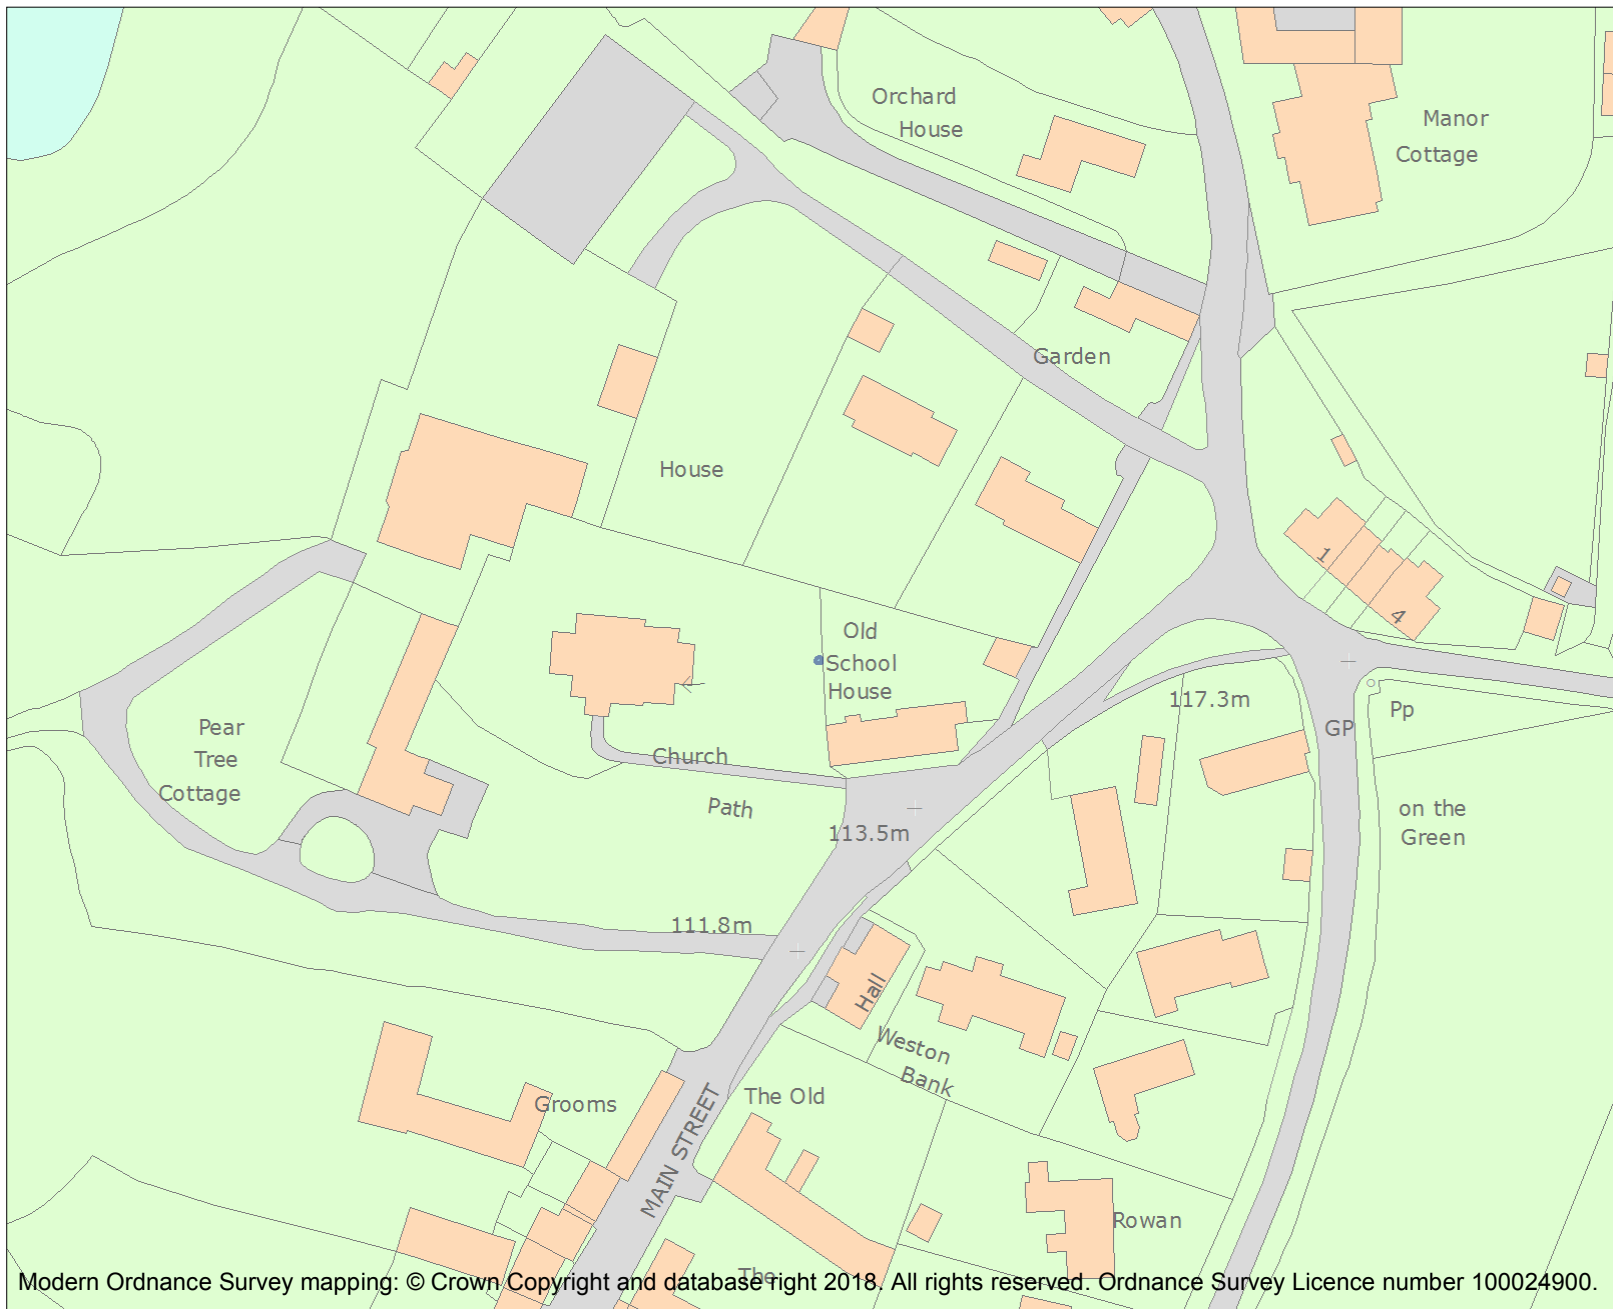 Orchard
House
Manor
Cottage
Garden
House
1
4
Old
School
House
117.3m
Pp
GP
Pear
Tree
Cottage
Church
Path
113.5m
on the
Green
111.8m
Hall
Weston
Bank
The Old
Grooms
MAIN STREET
Rowan
The
Modern Ordnance Survey mapping: © Crown Copyright and database right 2018. All rights reserved. Ordnance Survey Licence number 100024900.